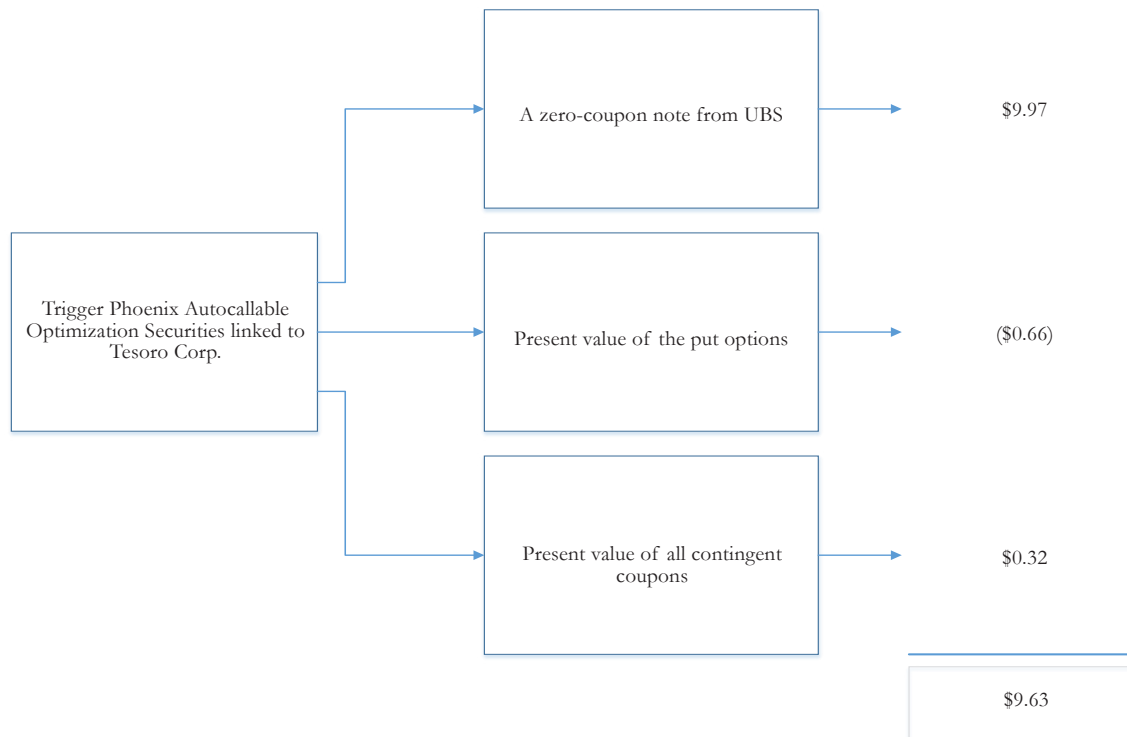 A zero-coupon note from UBS
$9.97
Trigger Phoenix Autocallable
Optimization Securities linked to
Tesoro Corp.
Present value of the put options
($0.66)
Present value of all contingent
coupons
$0.32
$9.63